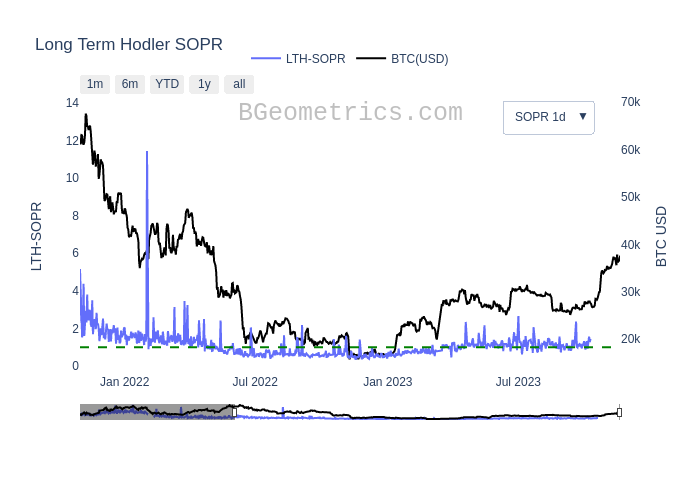 Long Term Hodler SOPR
LTH-SOPR BTC(USD)
1m 6m YTD 1y all
BGeometrics.com
SOPR 1d ▼
14
12
10
8
6
4
2
0
LTH-SOPR
70k
60k
50k
40k
30k
20k
BTC USD
Jan 2022 Jul 2022 Jan 2023 Jul 2023